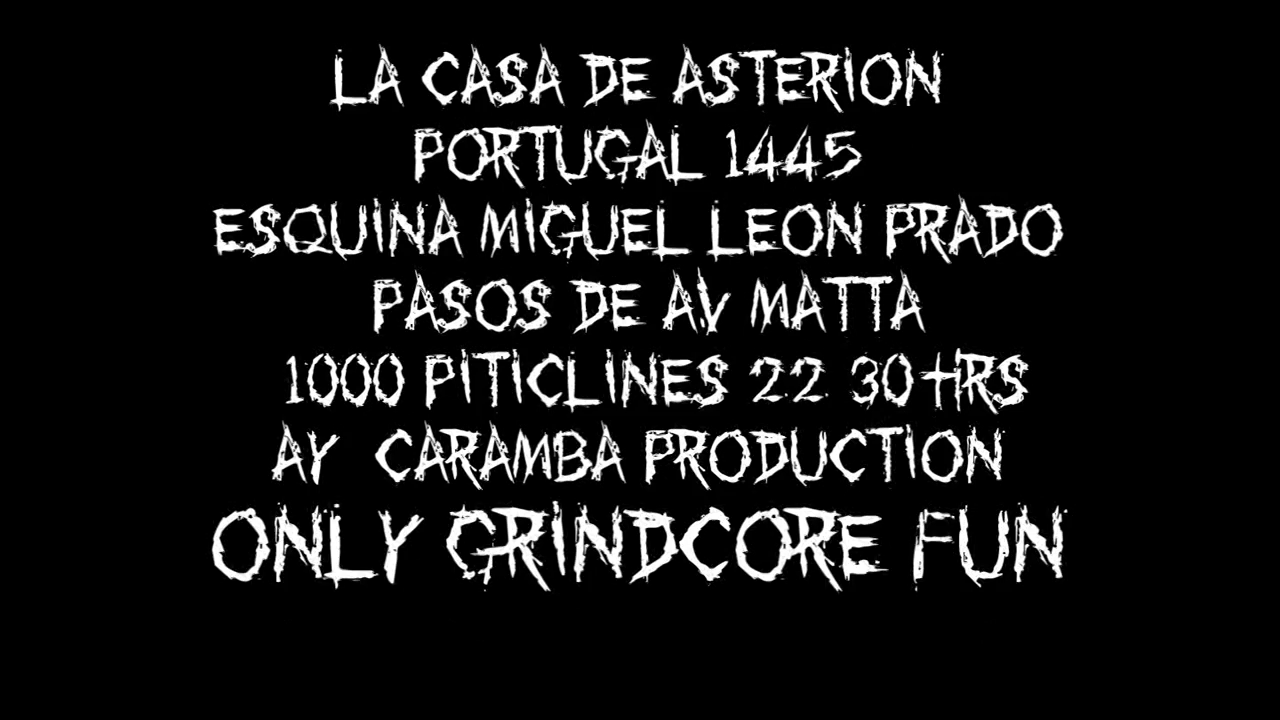 LA CASA DE ASTERION
PORTUGAL 1445
ESQUINA MIGUEL LEON PRADO
PASOS DE A.V MATTA
1000 PITICLINES 22 30 HRS
AY CARAMBA PRODUCTION
ONLY GRINDCORE FUN